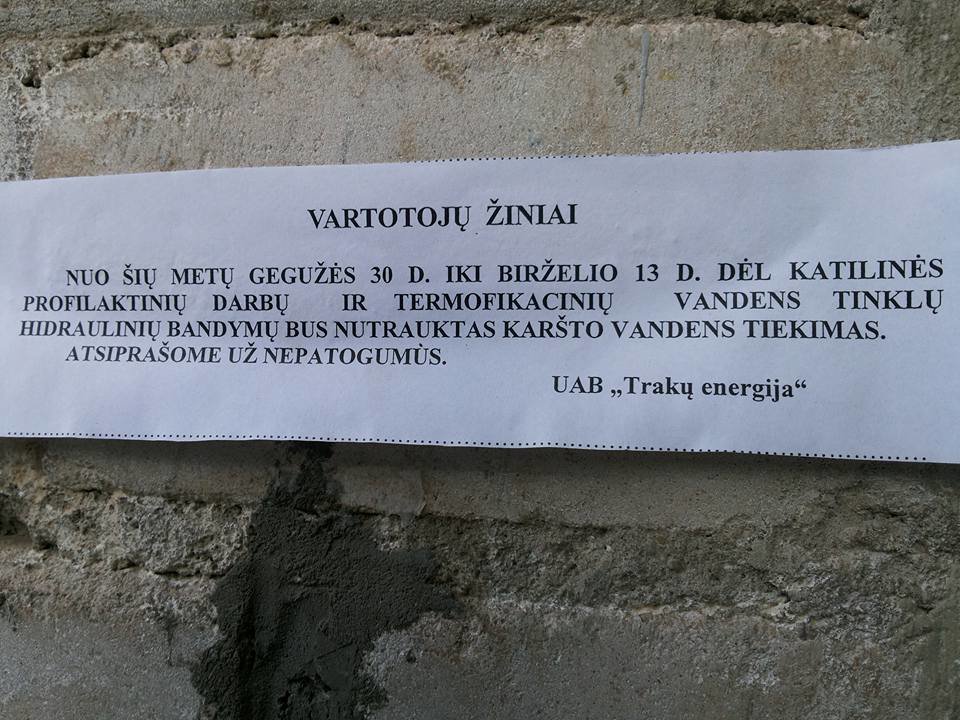 VARTOTOJŲ ŽINIAI
NUO ŠIŲ METŲ GEGUŽĖS 30 D. IKI BIRŽELIO 13 D. DĖL KATILINĖS
PROFILAKTINIŲ DARBŲ IR TERMOFIKACINIŲ VANDENS TINKLŲ
HIDRAULINIŲ BANDYMŲ BUS NUTRAUKTAS KARŠTO VANDENS TIEKIMAS.
ATSIPRAŠOME UŽ NEPATOGUMÙS.
UAB „Trakų energija“